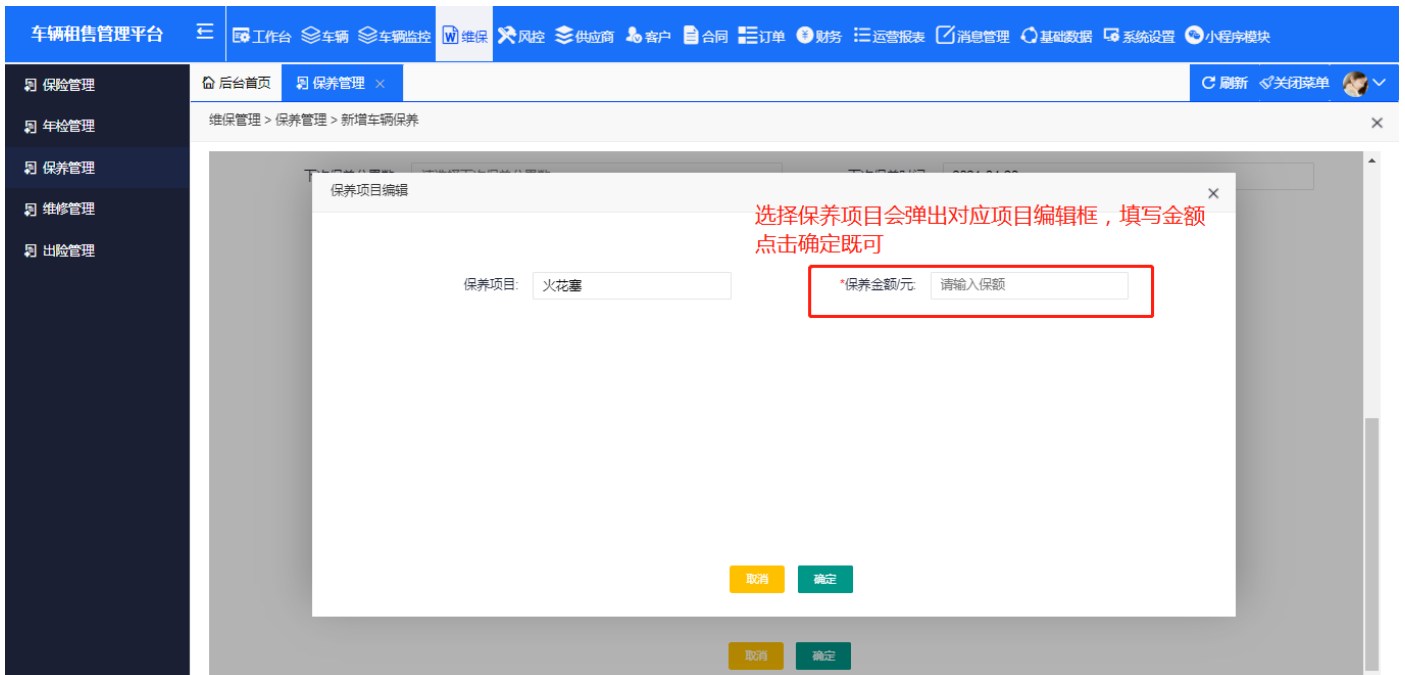 车辆租售管理平台
工作台 车辆 车辆监控 维保 风控 供应商 客户 合同 订单 财务 运营报表 消息管理 基础数据 系统设置 小程序模块
保险管理
年检管理
保养管理
维修管理
出险管理
后台首页 保养管理 × 刷新 关闭菜单
维保管理 > 保养管理 > 新增车辆保养 ×
保养项目编辑 ×
选择保养项目会弹出对应项目编辑框，填写金额
点击确定既可
保养项目: 火花塞 *保养金额/元: 请输入保额
取消 确定
取消 确定